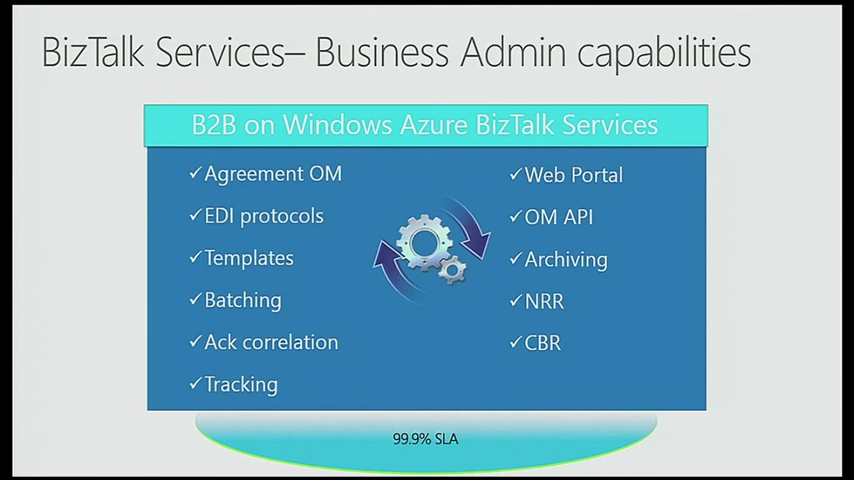 BizTalk Services– Business Admin capabilities
B2B on Windows Azure BizTalk Services
✓Agreement OM
✓EDI protocols
✓Templates
✓Batching
✓Ack correlation
✓Tracking
✓Web Portal
✓OM API
✓Archiving
✓NRR
✓CBR
99.9% SLA